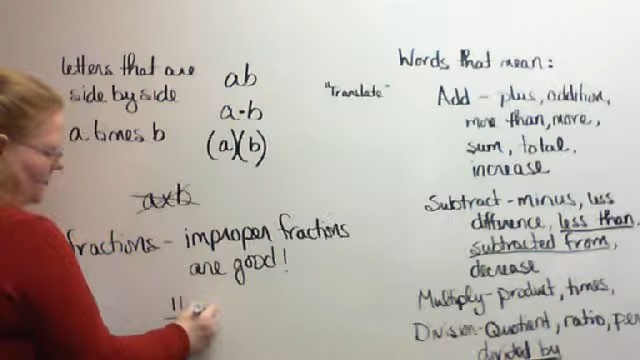 letters that are
side by side
a times b
ab
a·b
(a)(b)
axb
fractions - improper fractions
are good!
11
"Translate"
Words that mean:
Add - plus, addition,
more than, more,
sum, total,
increase
Subtract - minus, less
difference, less than
subtracted from,
decrease
Multiply - product, times,
Division - Quotient, ratio, per
divided by